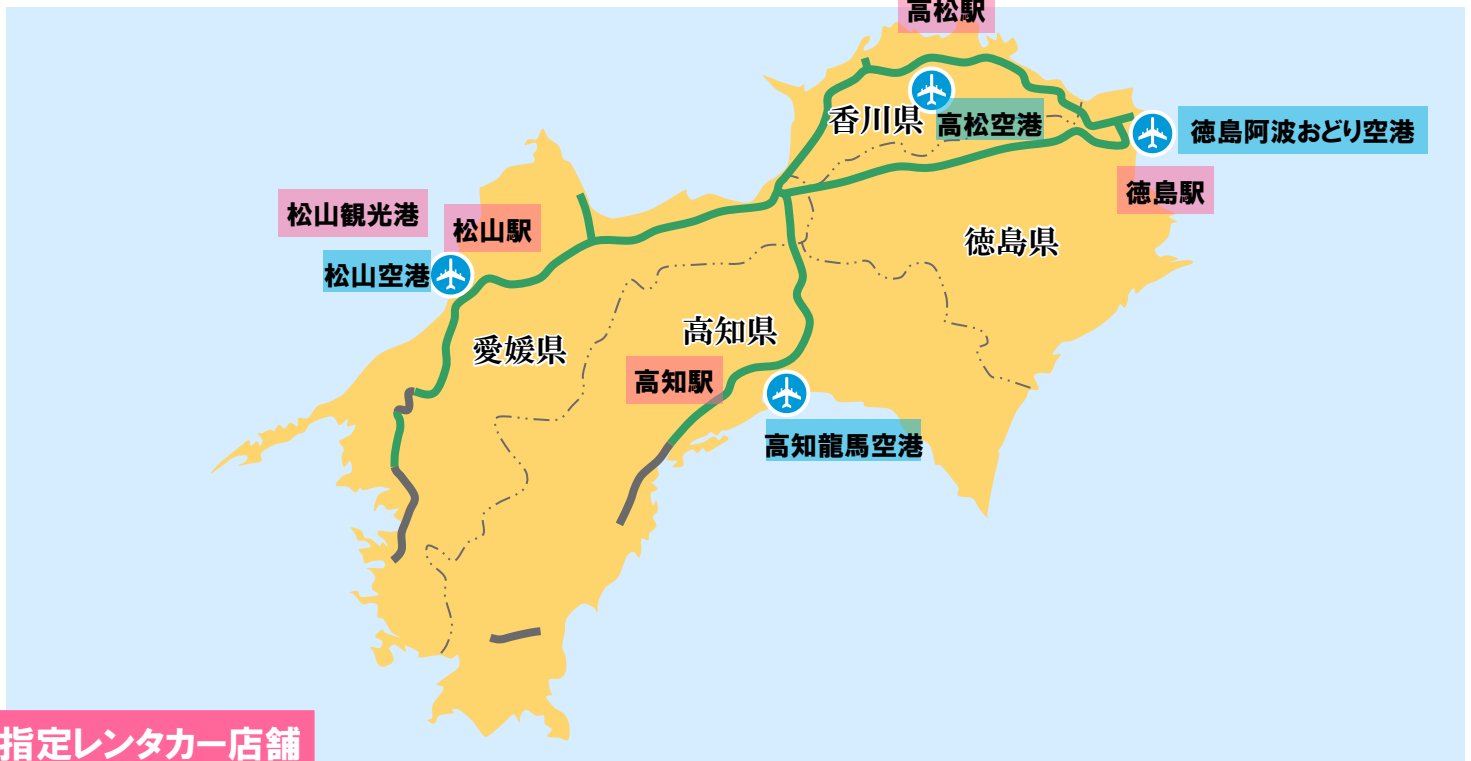 高松駅
香川県
高松空港
徳島阿波おどり空港
徳島駅
松山観光港
松山駅
徳島県
松山空港
高知県
愛媛県
高知駅
高知龍馬空港
指定レンタカー店舗